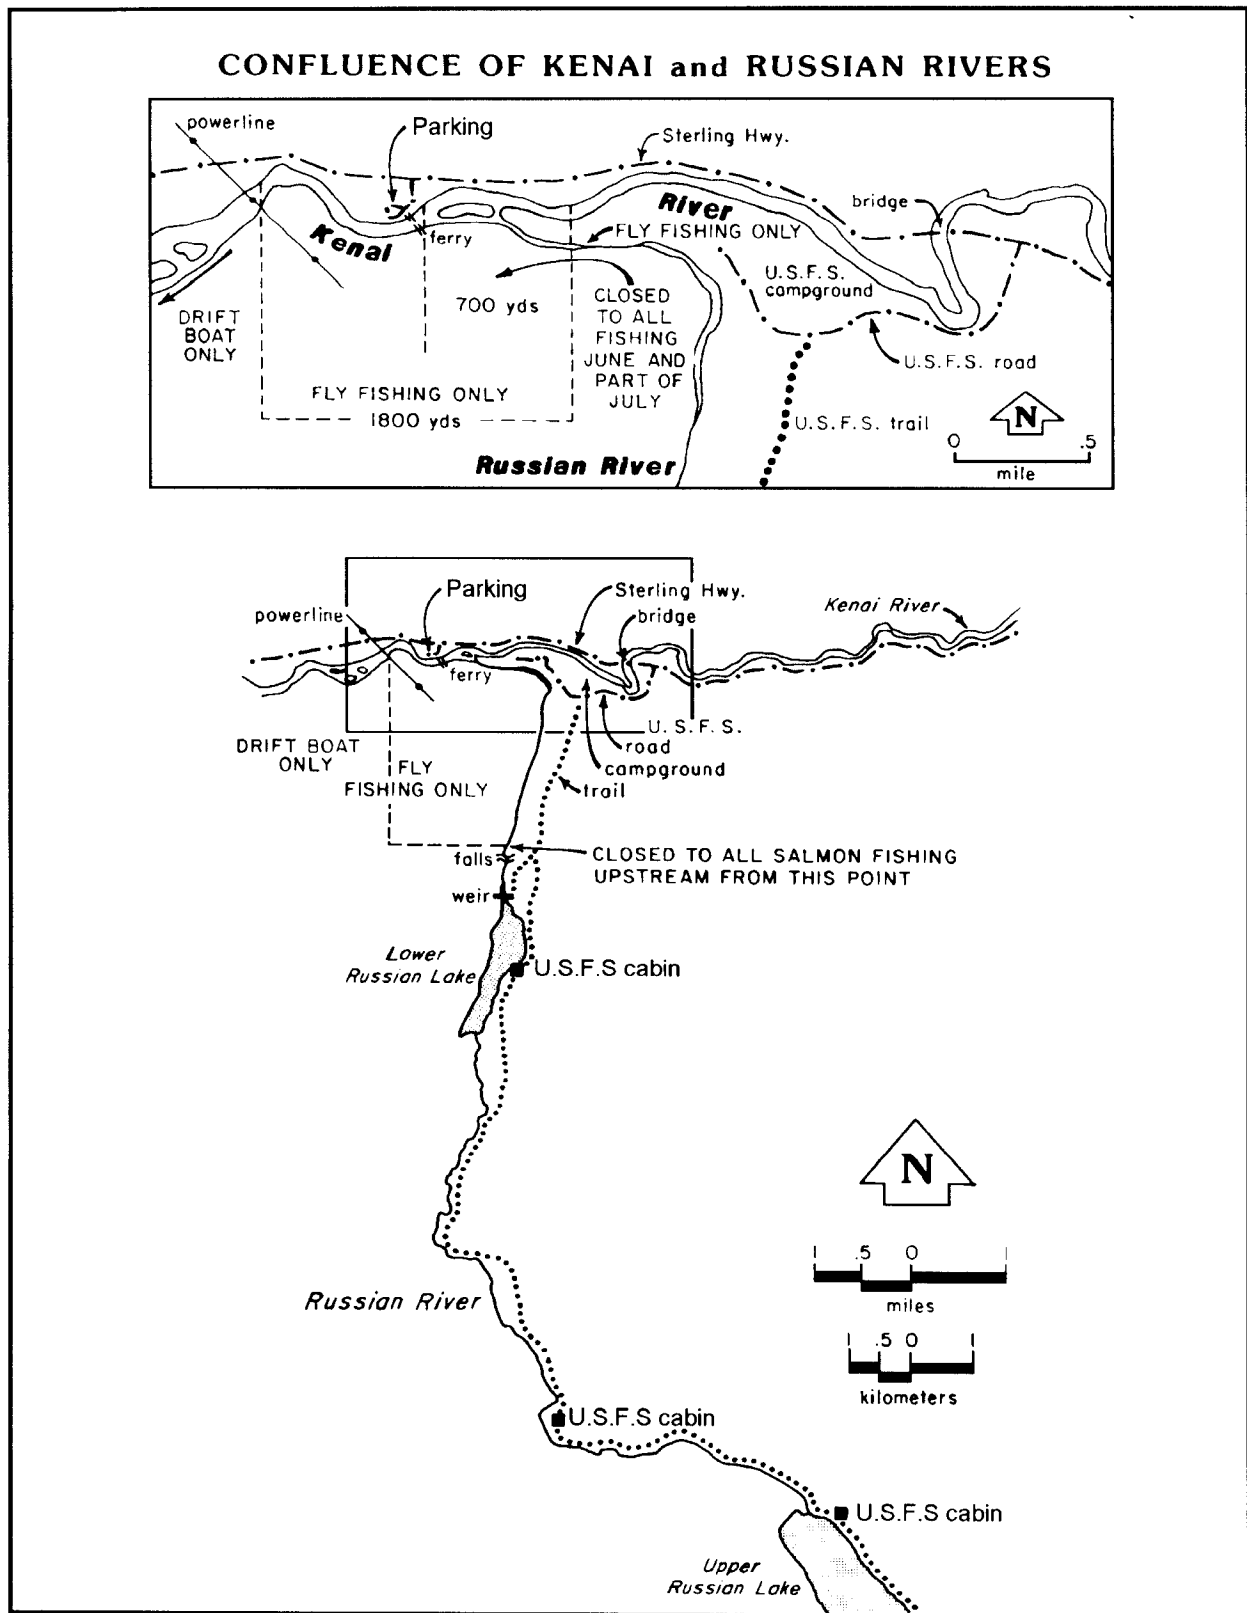 CONFLUENCE OF KENAI and RUSSIAN RIVERS
powerline
Parking
Sterling Hwy.
bridge
River
Kenai
ferry
FLY FISHING ONLY
U.S.F.S.
campground
700 yds
CLOSED
TO ALL
FISHING
JUNE AND
PART OF
JULY
DRIFT
BOAT
ONLY
U.S.F.S. road
FLY FISHING ONLY
1800 yds
U.S.F.S. trail
N
0 .5
mile
Russian River
Parking
Sterling Hwy.
Kenai River
powerline
bridge
ferry
U.S.F.S.
DRIFT BOAT
ONLY
road
FLY
FISHING ONLY
campground
trail
falls
CLOSED TO ALL SALMON FISHING
UPSTREAM FROM THIS POINT
weir
Lower
Russian Lake
U.S.F.S cabin
N
1 .5 0 1
miles
Russian River
1 .5 0 1
kilometers
U.S.F.S cabin
U.S.F.S cabin
Upper
Russian Lake